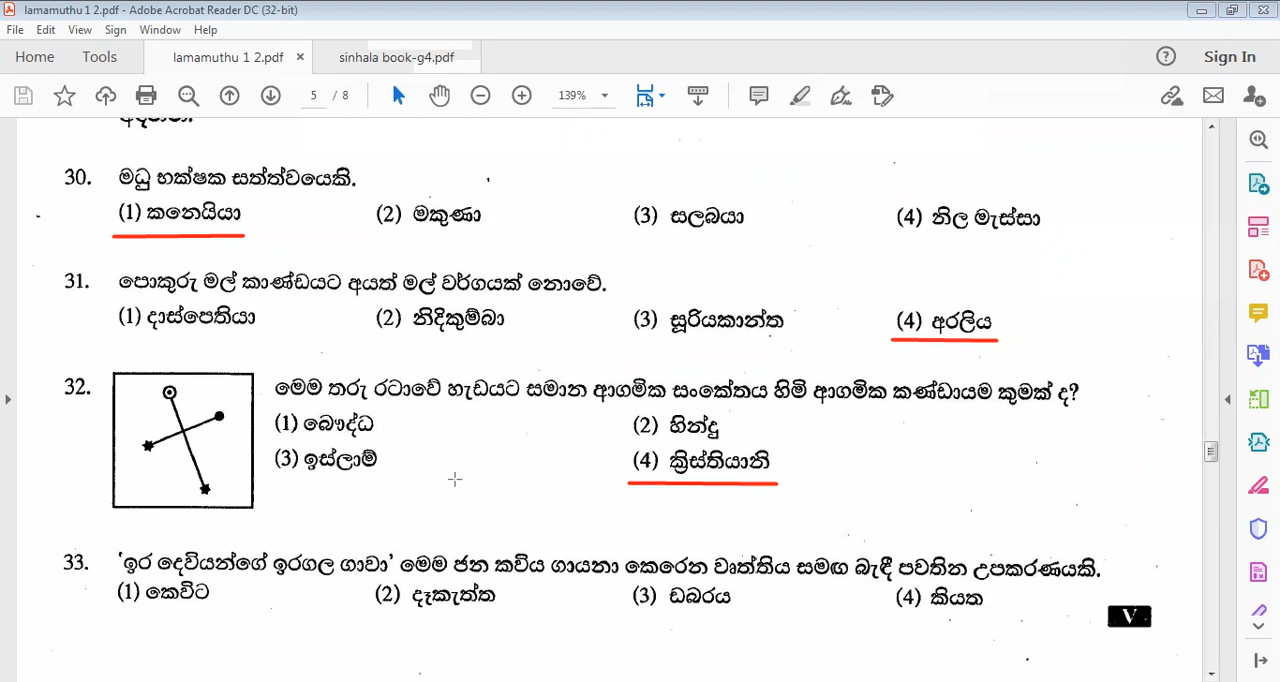 lamamuthu 1 2.pdf - Adobe Acrobat Reader DC (32-bit)
File Edit View Sign Window Help
Home Tools lamamuthu 1 2.pdf × sinhala book-g4.pdf Sign In
5 / 8 139%
30. මධු භක්ෂක සත්ත්වයෙකි.
(1) කනෙයියා (2) මකුණා (3) සලබයා (4) නිල මැස්සා
31. පොකුරු මල් කාණ්ඩයට අයත් මල් වර්ගයක් නොවේ.
(1) දාස්පෙතියා (2) නිදිකුම්බා (3) සූරියකාන්ත (4) අරලිය
32. මෙම තරු රටාවේ හැඩයට සමාන ආගමික සංකේතය හිමි ආගමික කණ්ඩායම කුමක් ද?
(1) බෞද්ධ (2) හින්දු
(3) ඉස්ලාම් (4) ක්‍රිස්තියානි
33. ‘ඉර දෙවියන්ගේ ඉරගල ගාවා’ මෙම ජන කවිය ගායනා කෙරෙන වෘත්තිය සමඟ බැඳී පවතින උපකරණයකි.
(1) කෙවිට (2) දෑකැත්ත (3) ඩබරය (4) කියත
V